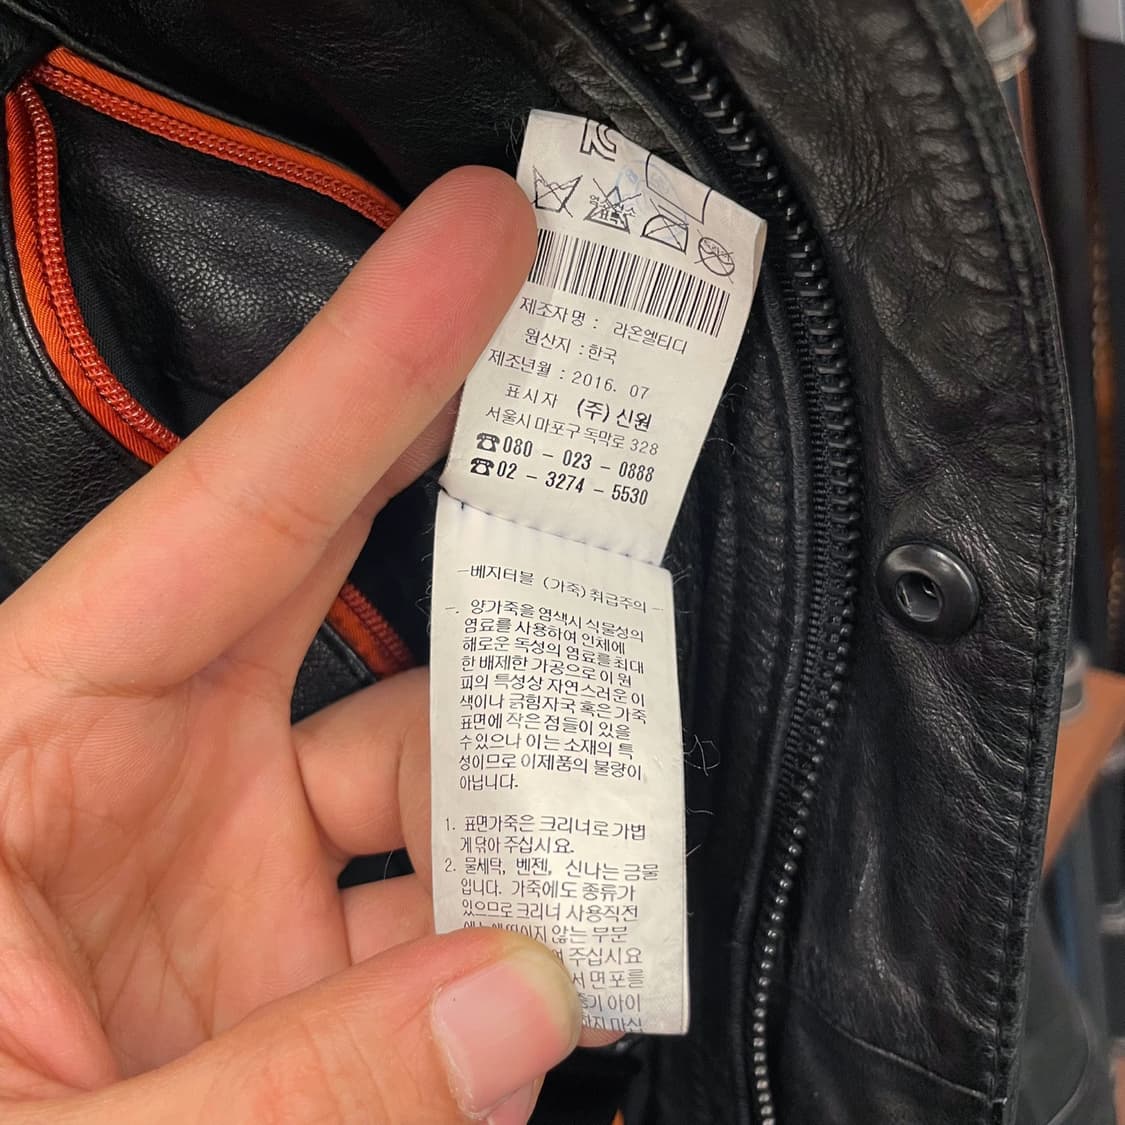 제조자명 : 라온엘티디
원산지 : 한국
제조년월 : 2016. 07
표시자 (주) 신원
서울시 마포구 독막로 328
☎080 - 023 - 0888
☎02 - 3274 - 5530
-베지터블 (가죽)취급주의-
-. 양가죽을 염색시 식물성의
염료를 사용하여 인체에
해로운 독성의 염료를 최대
한 배제한 가공으로 이 원
피의 특성상 자연스러운 이
색이나 긁힘자국 혹은 가죽
표면에 작은 점들이 있을
수 있으나 이는 소재의 특
성이므로 이제품의 불량이
아닙니다.
1. 표면가죽은 크리너로 가볍
게 닦아 주십시요.
2. 물세탁, 벤젠, 신나는 금물
입니다. 가죽에도 종류가
있으므로 크리너 사용직전
않는 부문
주십시요
면포를
아이